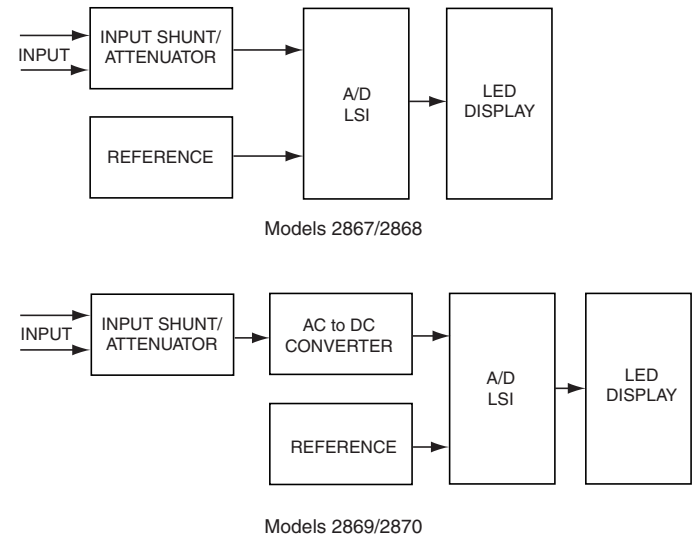 INPUT
INPUT SHUNT/
ATTENUATOR
REFERENCE
A/D
LSI
LED
DISPLAY
Models 2867/2868
INPUT
INPUT SHUNT/
ATTENUATOR
AC to DC
CONVERTER
REFERENCE
A/D
LSI
LED
DISPLAY
Models 2869/2870